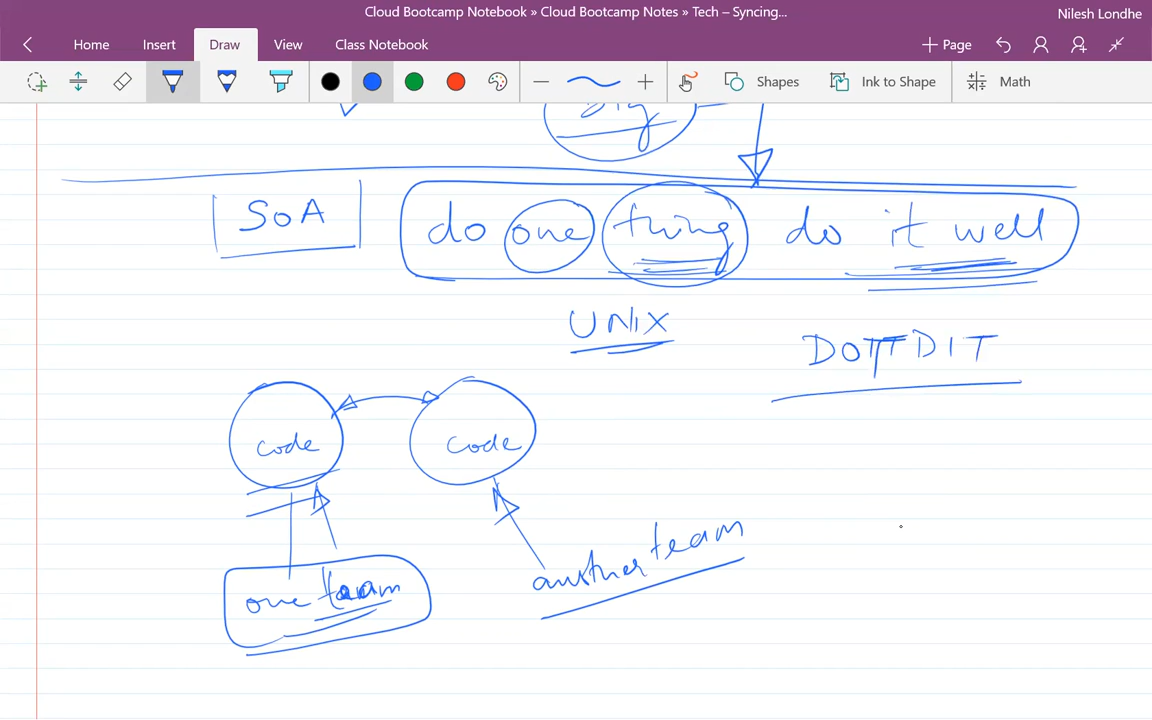 Cloud Bootcamp Notebook » Cloud Bootcamp Notes » Tech – Syncing...
Nilesh Londhe
Home Insert Draw View Class Notebook
Page
Shapes Ink to Shape Math
SOA do one thing do it well
UNIX
DOTTDIT
code code
another team
one team